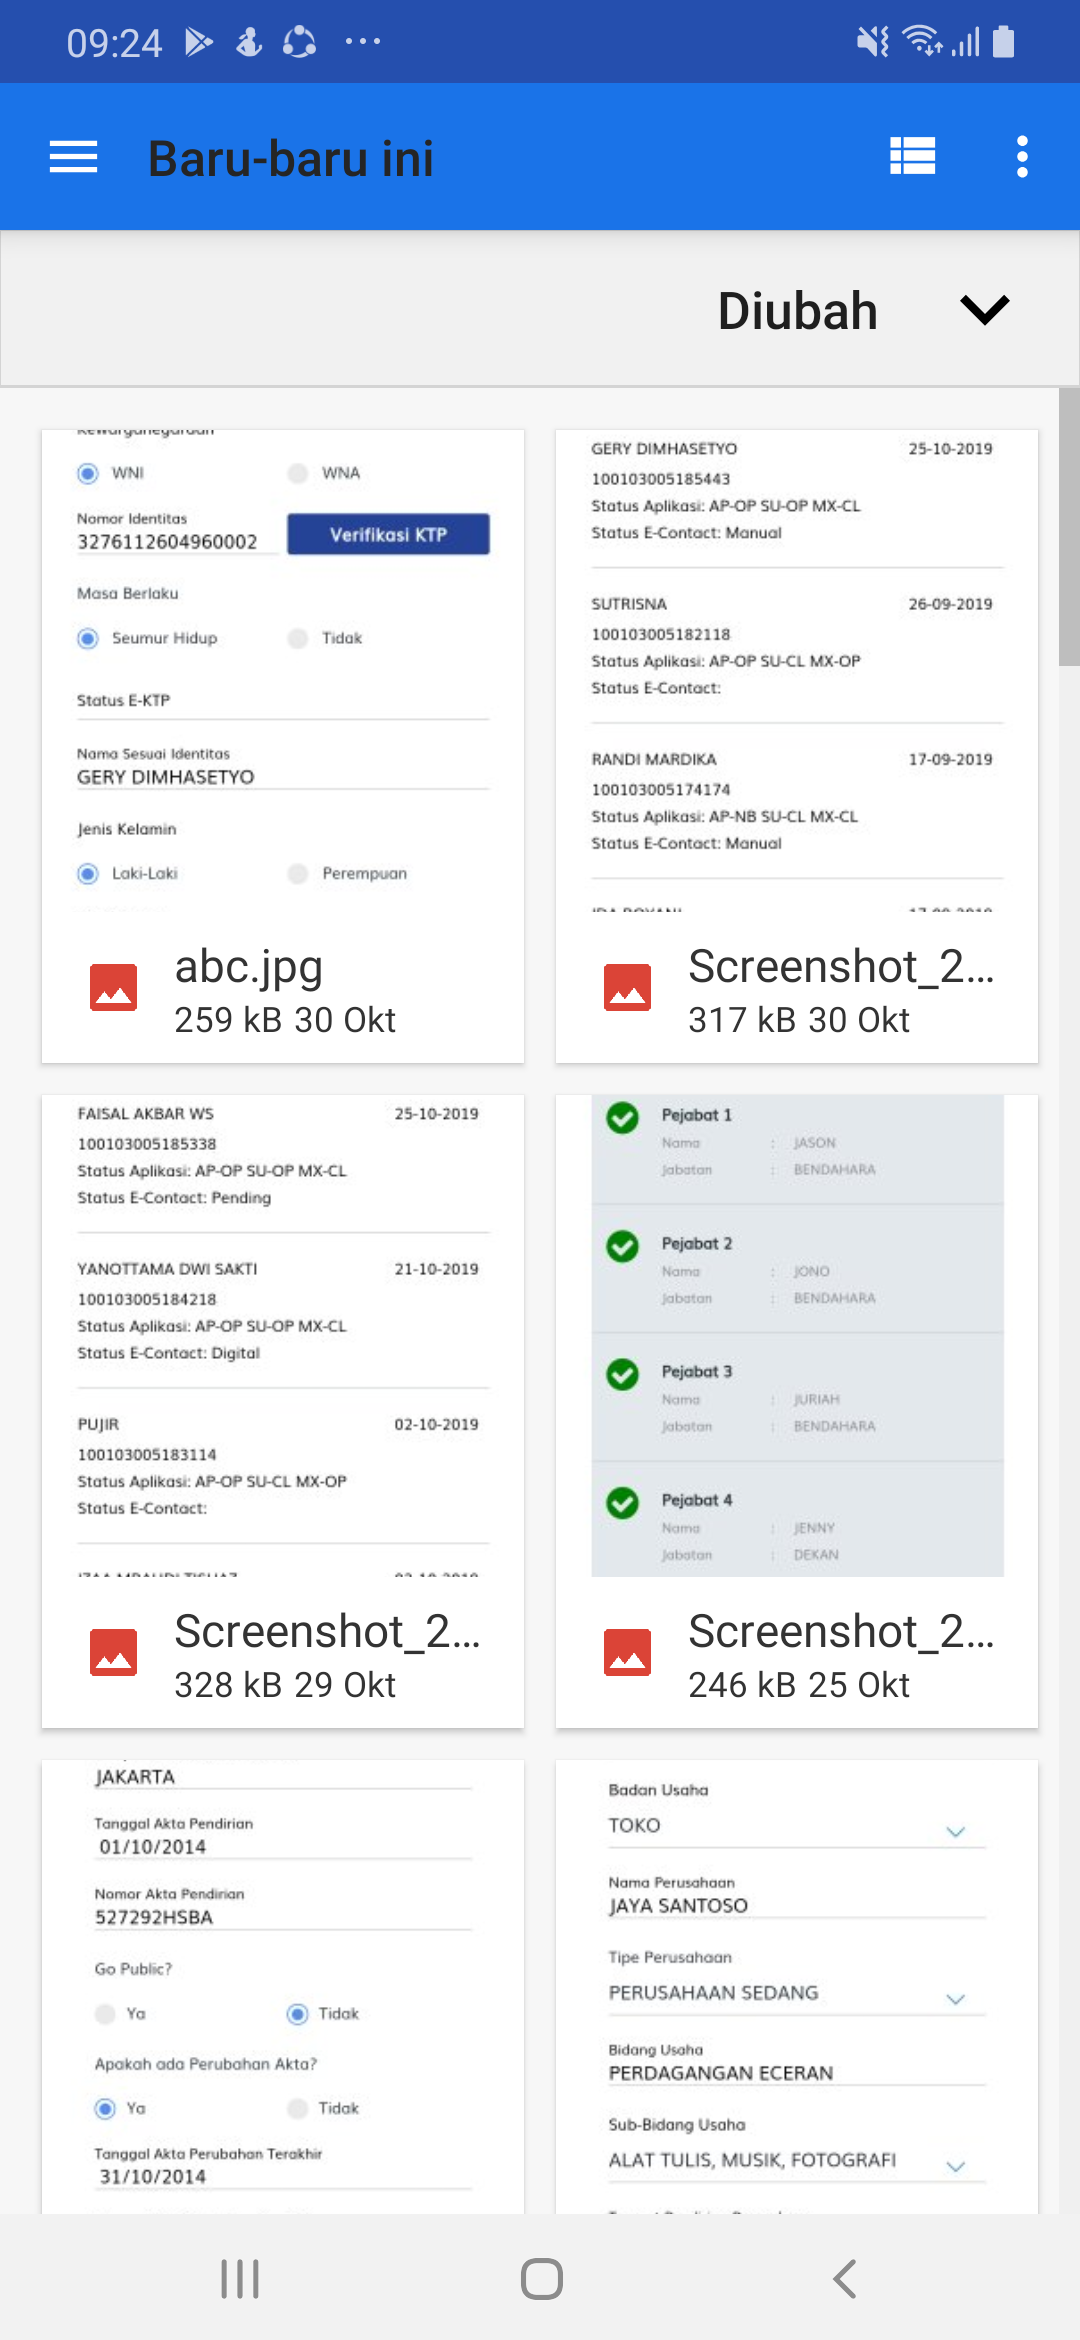 09:24
Baru-baru ini
Diubah
Kewarganegaraan
WNI WNA
Nomor Identitas
3276112604960002
Verifikasi KTP
Masa Berlaku
Seumur Hidup Tidak
Status E-KTP
Nama Sesuai Identitas
GERY DIMHASETYO
Jenis Kelamin
Laki-Laki Perempuan
abc.jpg
259 kB 30 Okt
GERY DIMHASETYO 25-10-2019
100103005185443
Status Aplikasi: AP-OP SU-OP MX-CL
Status E-Contact: Manual
SUTRISNA 26-09-2019
100103005182118
Status Aplikasi: AP-OP SU-CL MX-OP
Status E-Contact:
RANDI MARDIKA 17-09-2019
100103005174174
Status Aplikasi: AP-NB SU-CL MX-CL
Status E-Contact: Manual
Screenshot_2...
317 kB 30 Okt
FAISAL AKBAR WS 25-10-2019
100103005185338
Status Aplikasi: AP-OP SU-OP MX-CL
Status E-Contact: Pending
YANOTTAMA DWI SAKTI 21-10-2019
100103005184218
Status Aplikasi: AP-OP SU-OP MX-CL
Status E-Contact: Digital
PUJIR 02-10-2019
100103005183114
Status Aplikasi: AP-OP SU-CL MX-OP
Status E-Contact:
Screenshot_2...
328 kB 29 Okt
Pejabat 1
Nama : JASON
Jabatan : BENDAHARA
Pejabat 2
Nama : JONO
Jabatan : BENDAHARA
Pejabat 3
Nama : JURIAH
Jabatan : BENDAHARA
Pejabat 4
Nama : JENNY
Jabatan : DEKAN
Screenshot_2...
246 kB 25 Okt
JAKARTA
Tanggal Akta Pendirian
01/10/2014
Nomor Akta Pendirian
527292HSBA
Go Public?
Ya Tidak
Apakah ada Perubahan Akta?
Ya Tidak
Tanggal Akta Perubahan Terakhir
31/10/2014
Badan Usaha
TOKO
Nama Perusahaan
JAYA SANTOSO
Tipe Perusahaan
PERUSAHAAN SEDANG
Bidang Usaha
PERDAGANGAN ECERAN
Sub-Bidang Usaha
ALAT TULIS, MUSIK, FOTOGRAFI